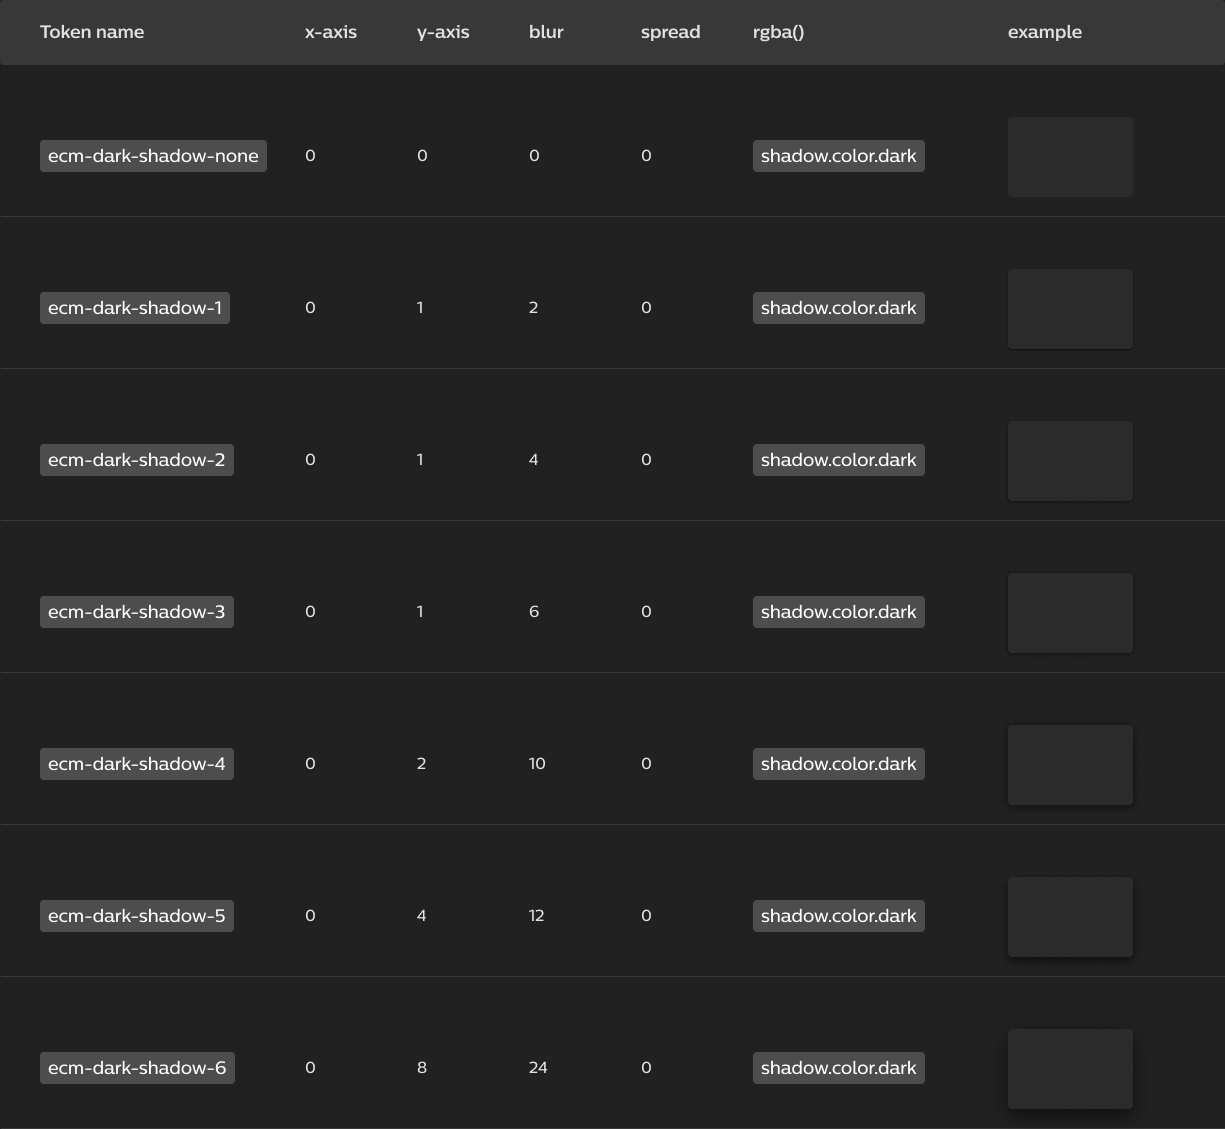 Token name x-axis y-axis blur spread rgba() example
ecm-dark-shadow-none 0 0 0 0 shadow.color.dark
ecm-dark-shadow-1 0 1 2 0 shadow.color.dark
ecm-dark-shadow-2 0 1 4 0 shadow.color.dark
ecm-dark-shadow-3 0 1 6 0 shadow.color.dark
ecm-dark-shadow-4 0 2 10 0 shadow.color.dark
ecm-dark-shadow-5 0 4 12 0 shadow.color.dark
ecm-dark-shadow-6 0 8 24 0 shadow.color.dark